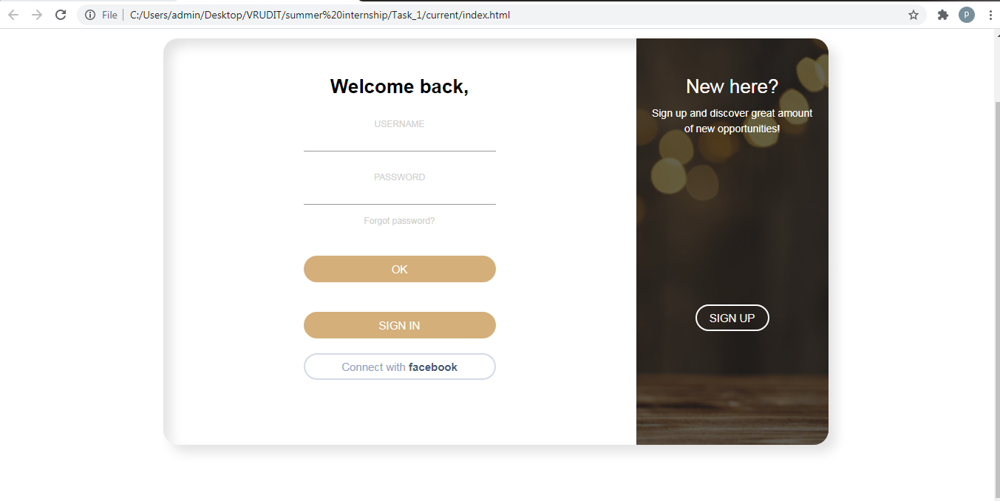 File
C:/Users/admin/Desktop/VRUDIT/summer%20internship/Task_1/current/index.html
p
Welcome back,
USERNAME
PASSWORD
Forgot password?
OK
SIGN IN
Connect with facebook
New here?
Sign up and discover great amount
of new opportunities!
SIGN UP